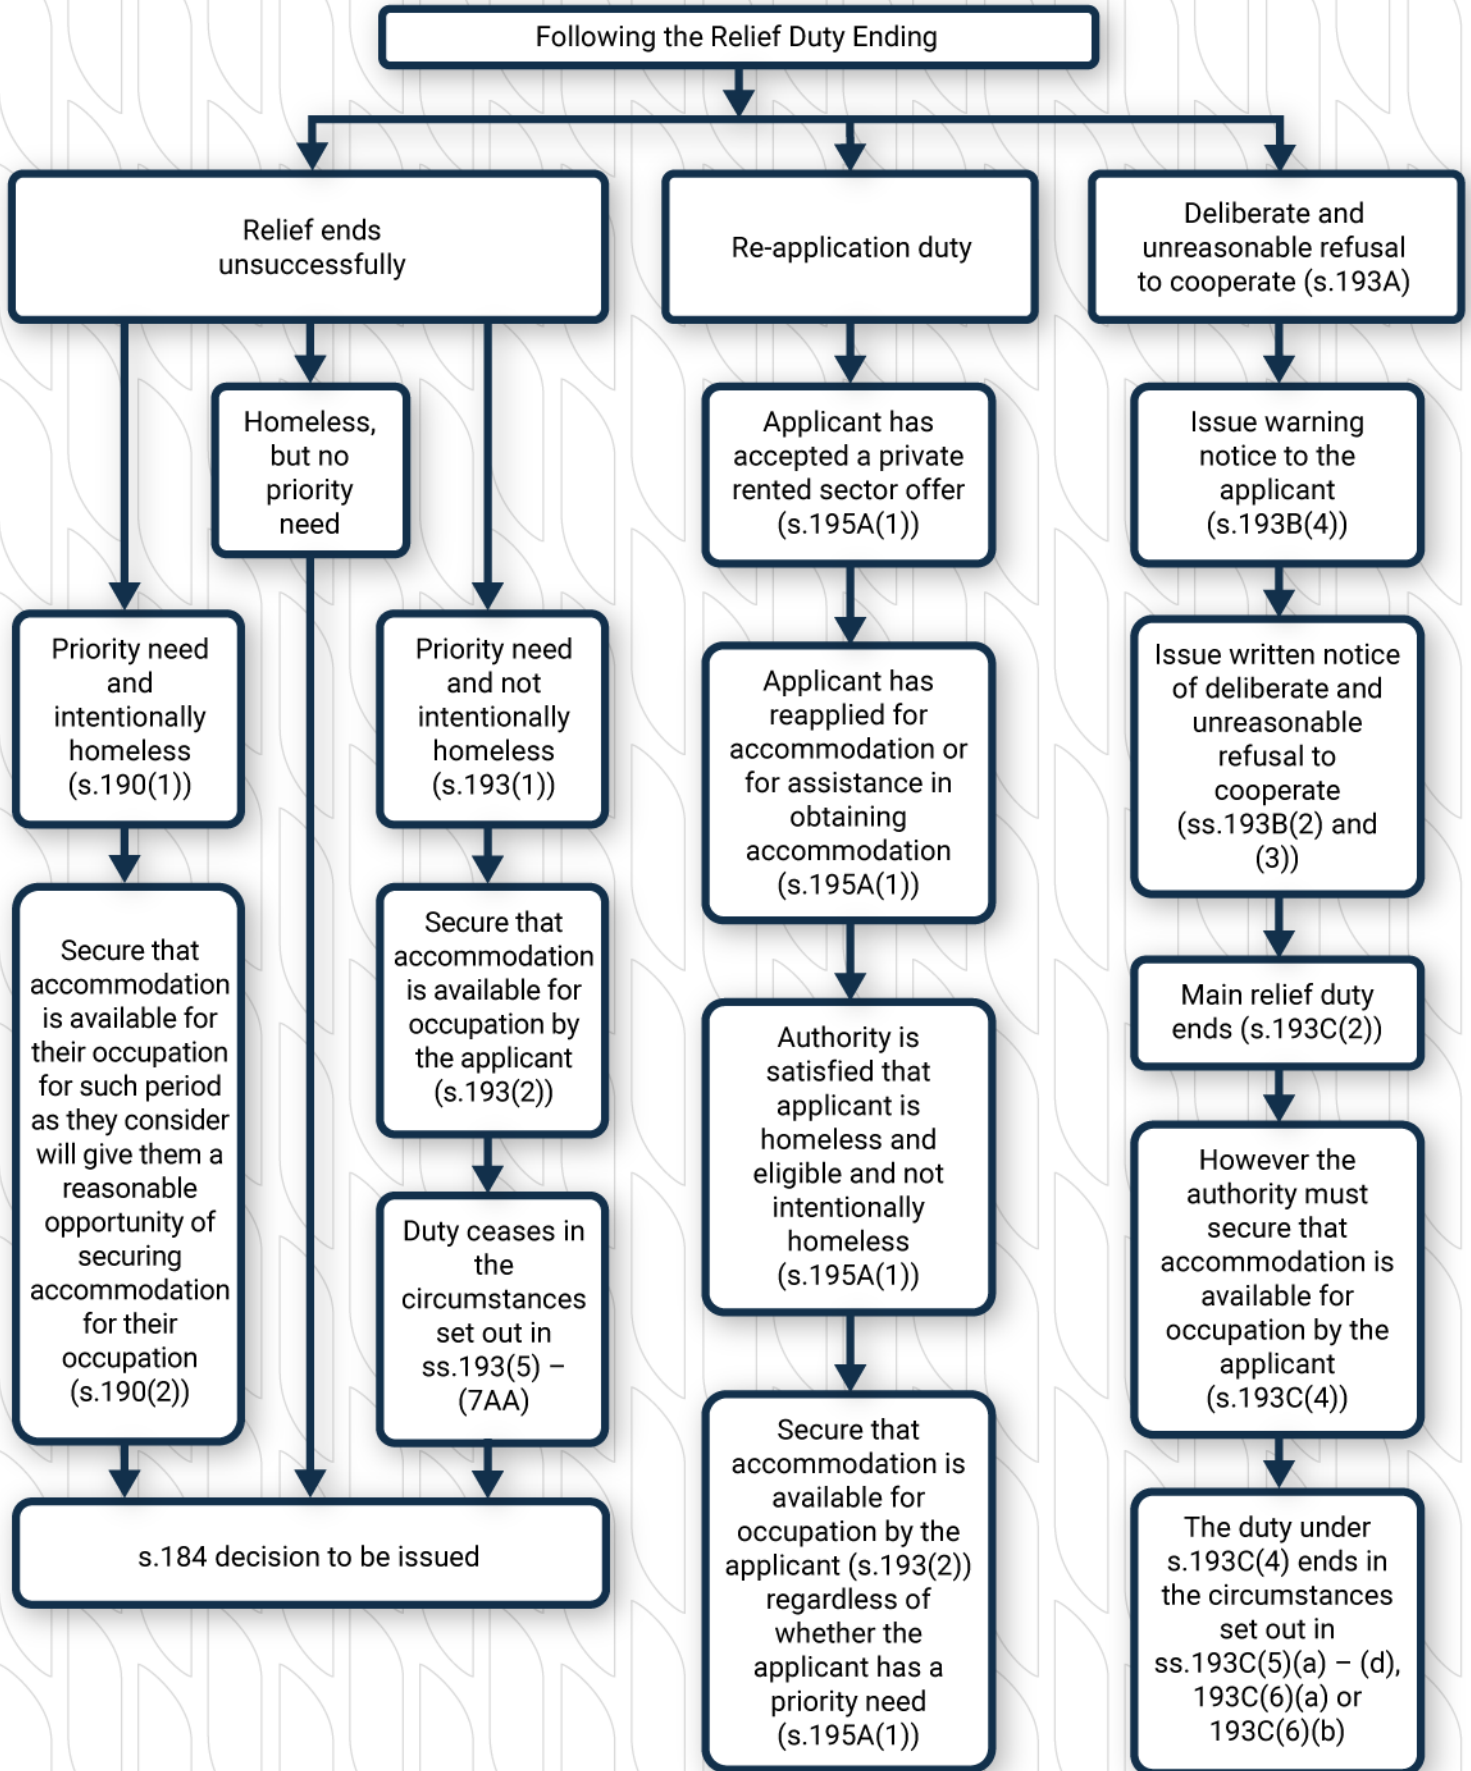 Following the Relief Duty Ending
Relief ends
unsuccessfully
Homeless,
but no
priority
need
Priority need
and
intentionally
homeless
(s.190(1))
Priority need
and not
intentionally
homeless
(s.193(1))
Secure that
accommodation
is available for
their occupation
for such period
as they consider
will give them a
reasonable
opportunity of
securing
accommodation
for their
occupation
(s.190(2))
Secure that
accommodation
is available for
occupation by
the applicant
(s.193(2))
Duty ceases in
the
circumstances
set out in
ss.193(5) –
(7AA)
s.184 decision to be issued
Re-application duty
Applicant has
accepted a private
rented sector offer
(s.195A(1))
Applicant has
reapplied for
accommodation or
for assistance in
obtaining
accommodation
(s.195A(1))
Authority is
satisfied that
applicant is
homeless and
eligible and not
intentionally
homeless
(s.195A(1))
Secure that
accommodation is
available for
occupation by the
applicant (s.193(2))
regardless of
whether the
applicant has a
priority need
(s.195A(1))
Deliberate and
unreasonable refusal
to cooperate (s.193A)
Issue warning
notice to the
applicant
(s.193B(4))
Issue written notice
of deliberate and
unreasonable
refusal to
cooperate
(ss.193B(2) and
(3))
Main relief duty
ends (s.193C(2))
However the
authority must
secure that
accommodation is
available for
occupation by the
applicant
(s.193C(4))
The duty under
s.193C(4) ends in
the circumstances
set out in
ss.193C(5)(a) – (d),
193C(6)(a) or
193C(6)(b)